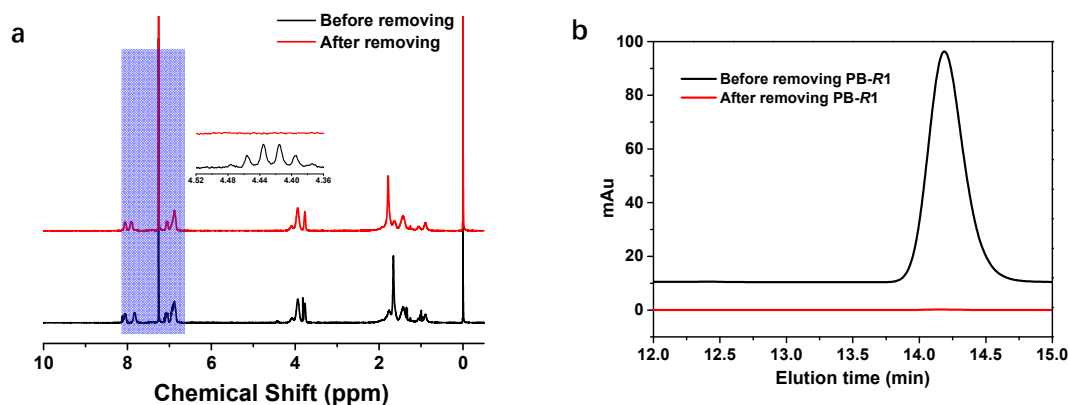 a
Before removing
After removing
4.52 4.48 4.44 4.40 4.36
10 8 6 4 2 0
Chemical Shift (ppm)
b
100
80
60
40
20
0
mAu
Before removing PB-R1
After removing PB-R1
12.0 12.5 13.0 13.5 14.0 14.5 15.0
Elution time (min)